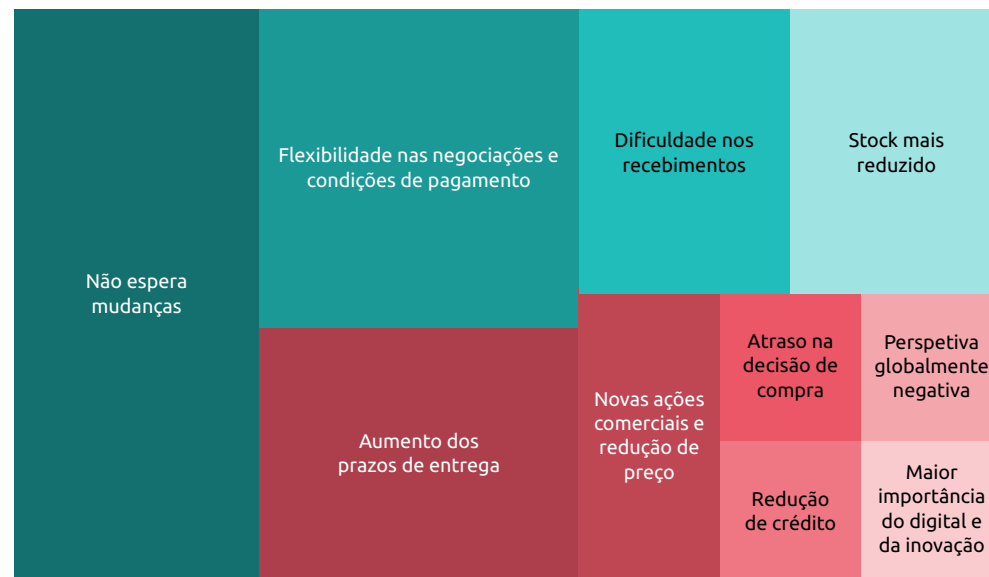 Não espera
mudanças
Flexibilidade nas negociações e
condições de pagamento
Aumento dos
prazos de entrega
Dificuldade nos
recebimentos
Stock mais
reduzido
Novas ações
comerciais e
redução de
preço
Atraso na
decisão de
compra
Perspetiva
globalmente
negativa
Redução
de crédito
Maior
importância
do digital e
da inovação